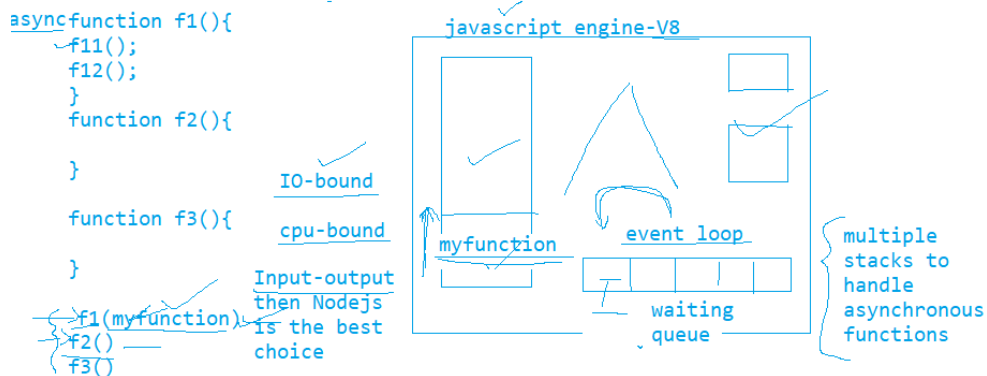 async function f1(){
f11();
f12();
}
function f2(){
}
function f3(){
}
f1(myfunction)
f2()
f3()
IO-bound
cpu-bound
Input-output
then Nodejs
is the best
choice
javascript engine-V8
myfunction
event loop
waiting
queue
multiple
stacks to
handle
asynchronous
functions